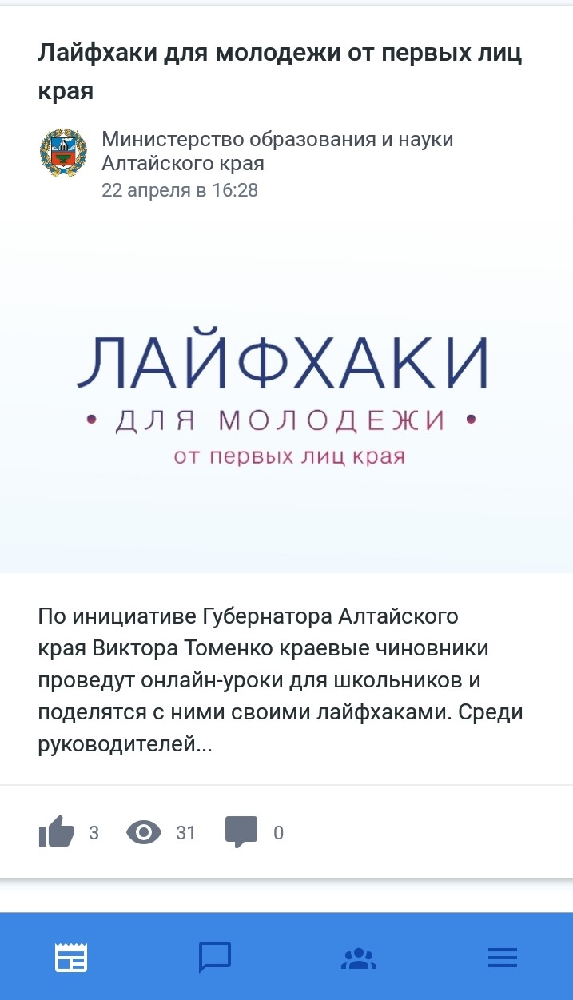 Лайфхаки для молодежи от первых лиц
края
Министерство образования и науки
Алтайского края
22 апреля в 16:28
ЛАЙФХАКИ
• ДЛЯ МОЛОДЕЖИ •
от первых лиц края
По инициативе Губернатора Алтайского
края Виктора Томенко краевые чиновники
проведут онлайн-уроки для школьников и
поделятся с ними своими лайфхаками. Среди
руководителей...
3 31 0